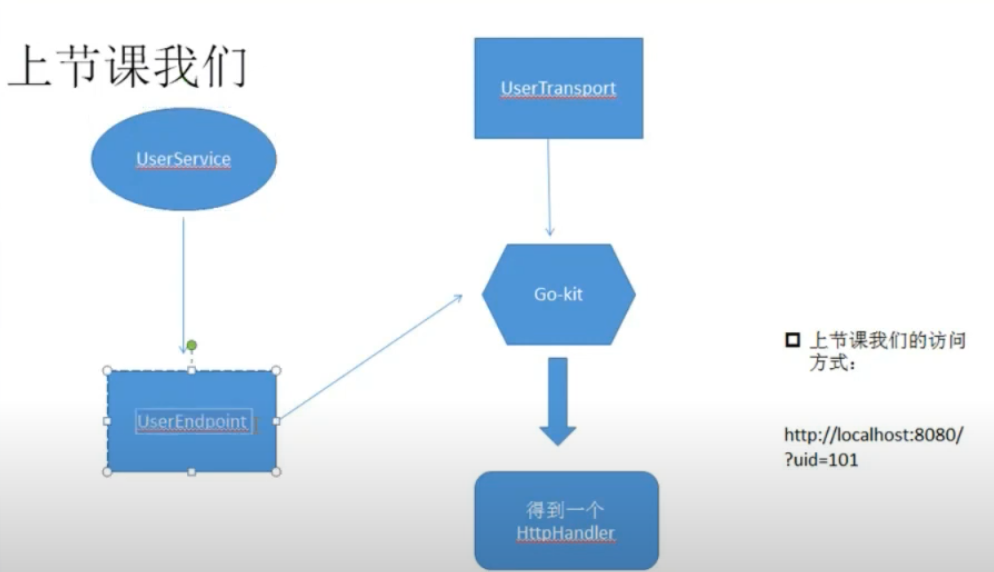 上节课我们
UserTransport
UserService
Go-kit
UserEndpoint
上节课我们的访问
方式：
http://localhost:8080/
?uid=101
得到一个
HttpHandler